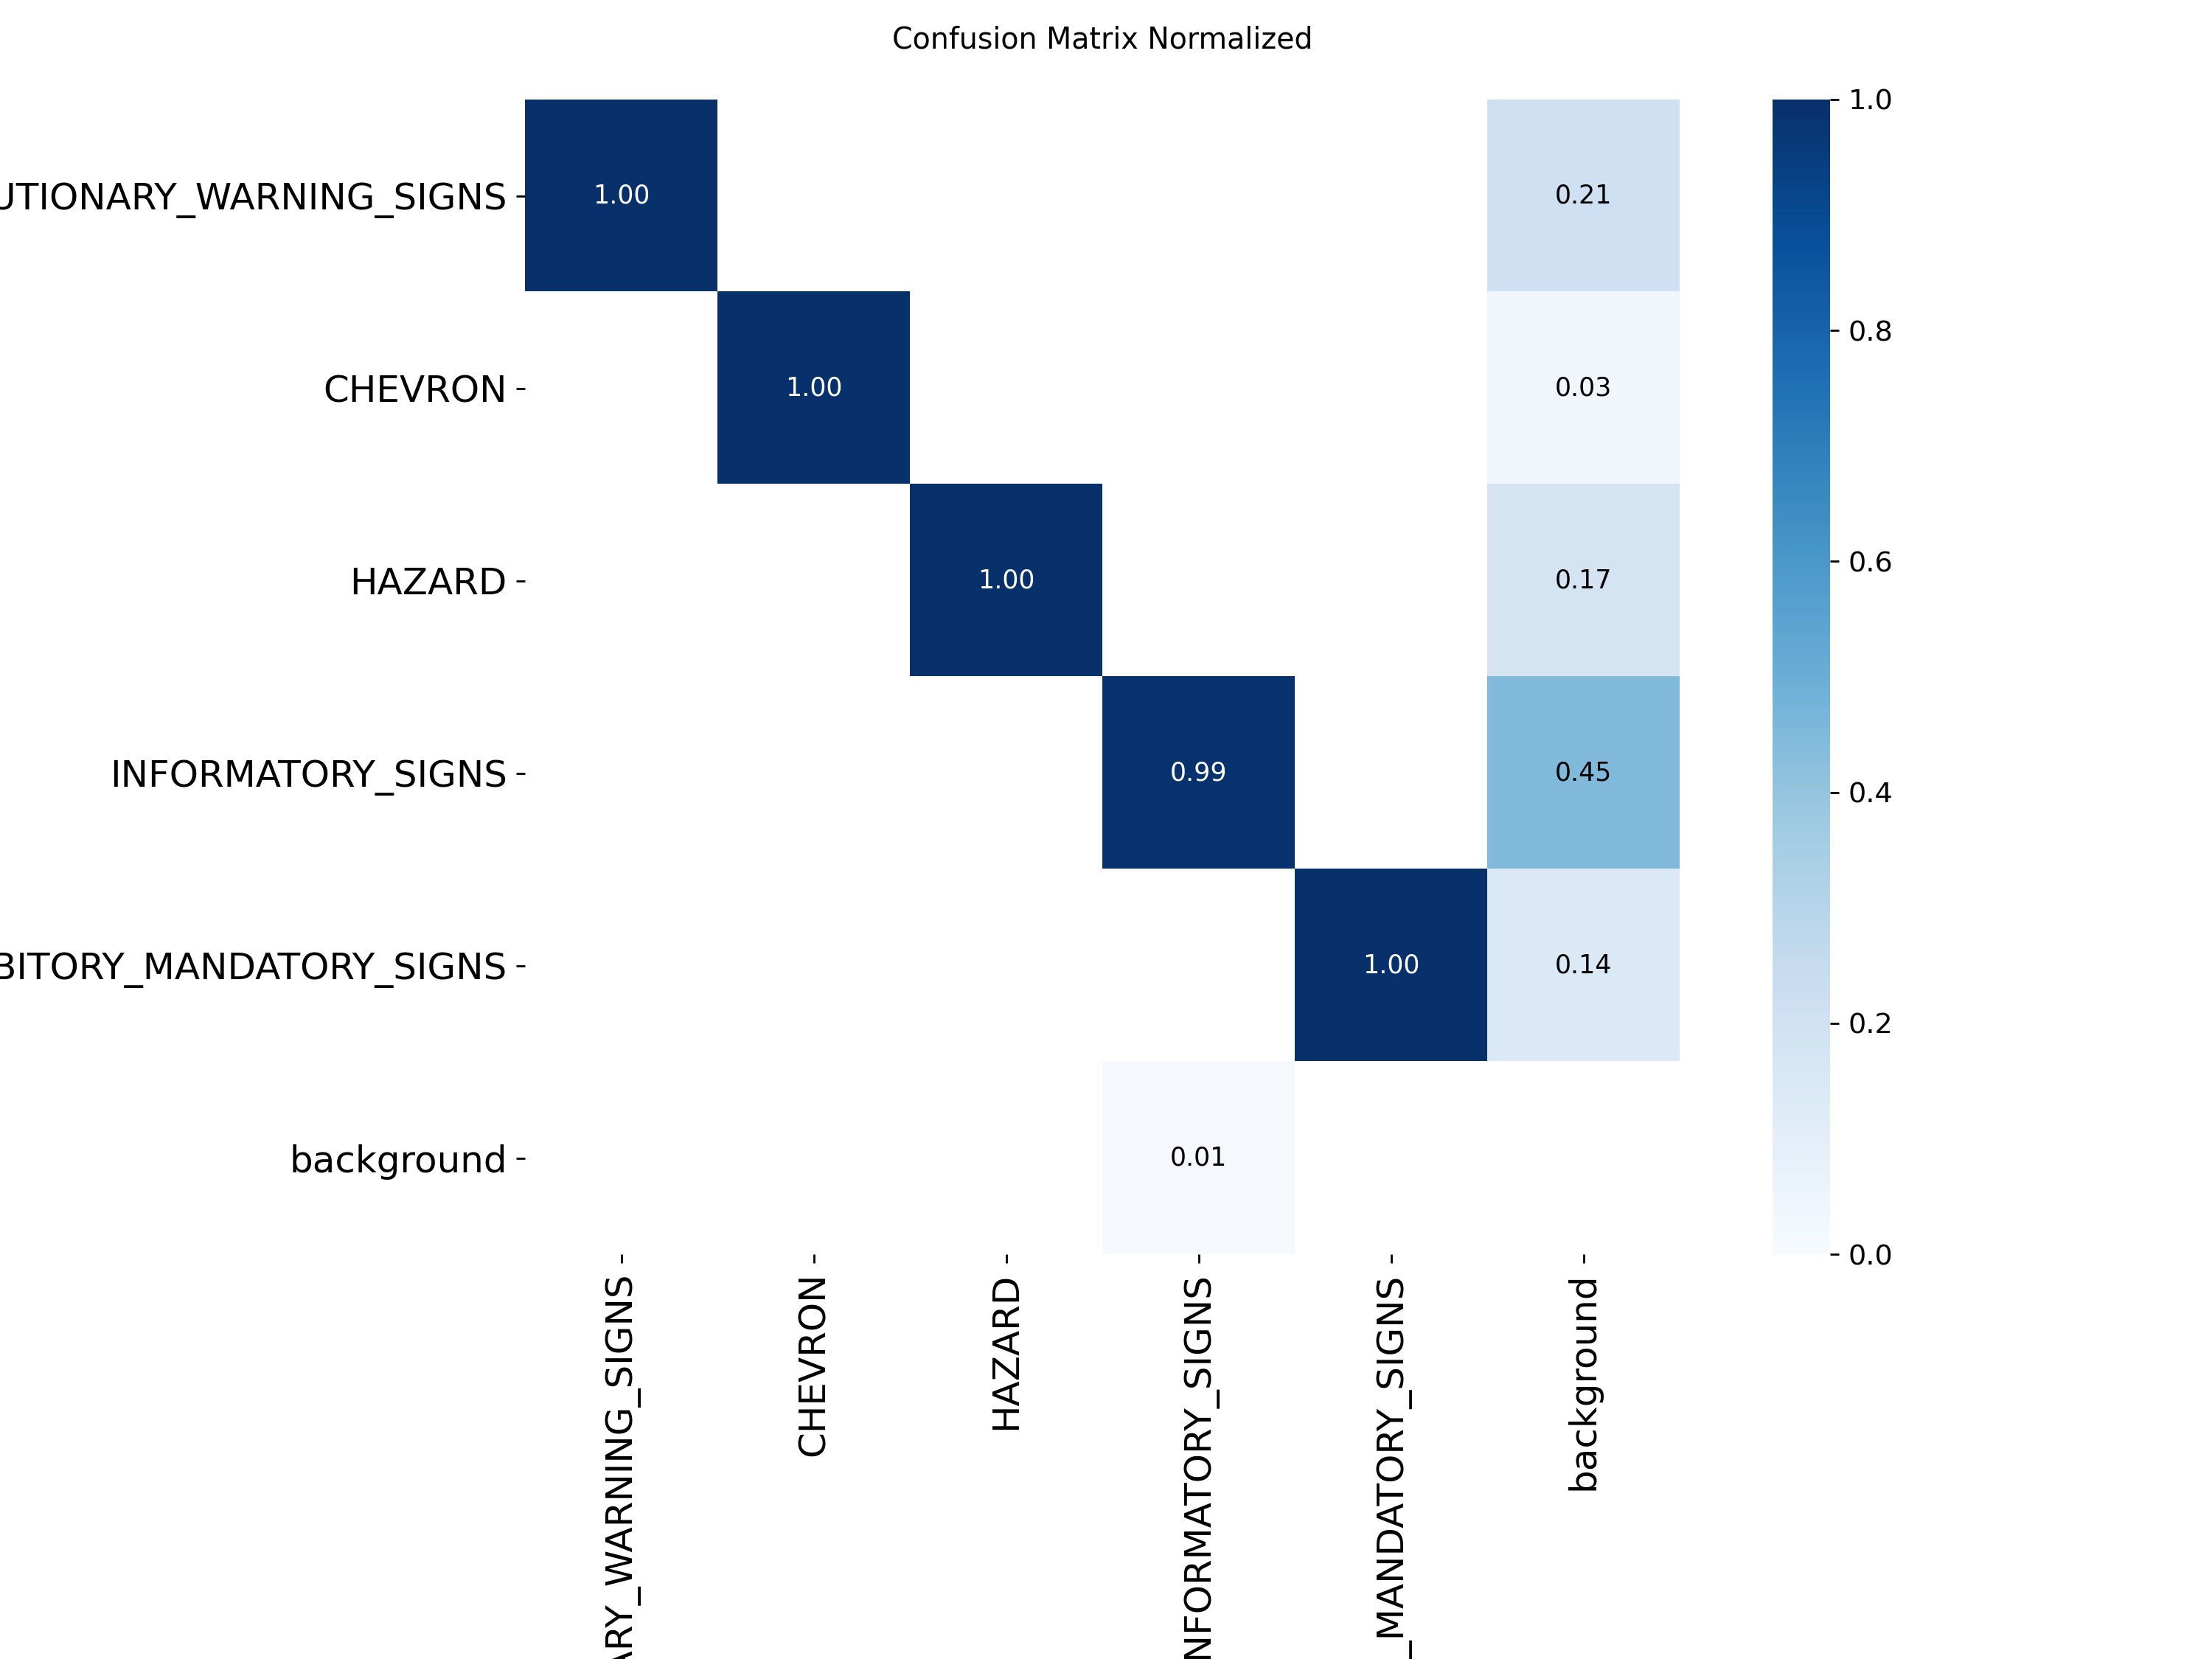 Confusion Matrix Normalized
UTIONARY_WARNING_SIGNS
1.00
0.21
CHEVRON
1.00
0.03
HAZARD
1.00
0.17
INFORMATORY_SIGNS
0.99
0.45
BITORY_MANDATORY_SIGNS
1.00
0.14
background
0.01
ARY_WARNING_SIGNS
CHEVRON
HAZARD
NFORMATORY_SIGNS
_MANDATORY_SIGNS
background
1.0
0.8
0.6
0.4
0.2
0.0